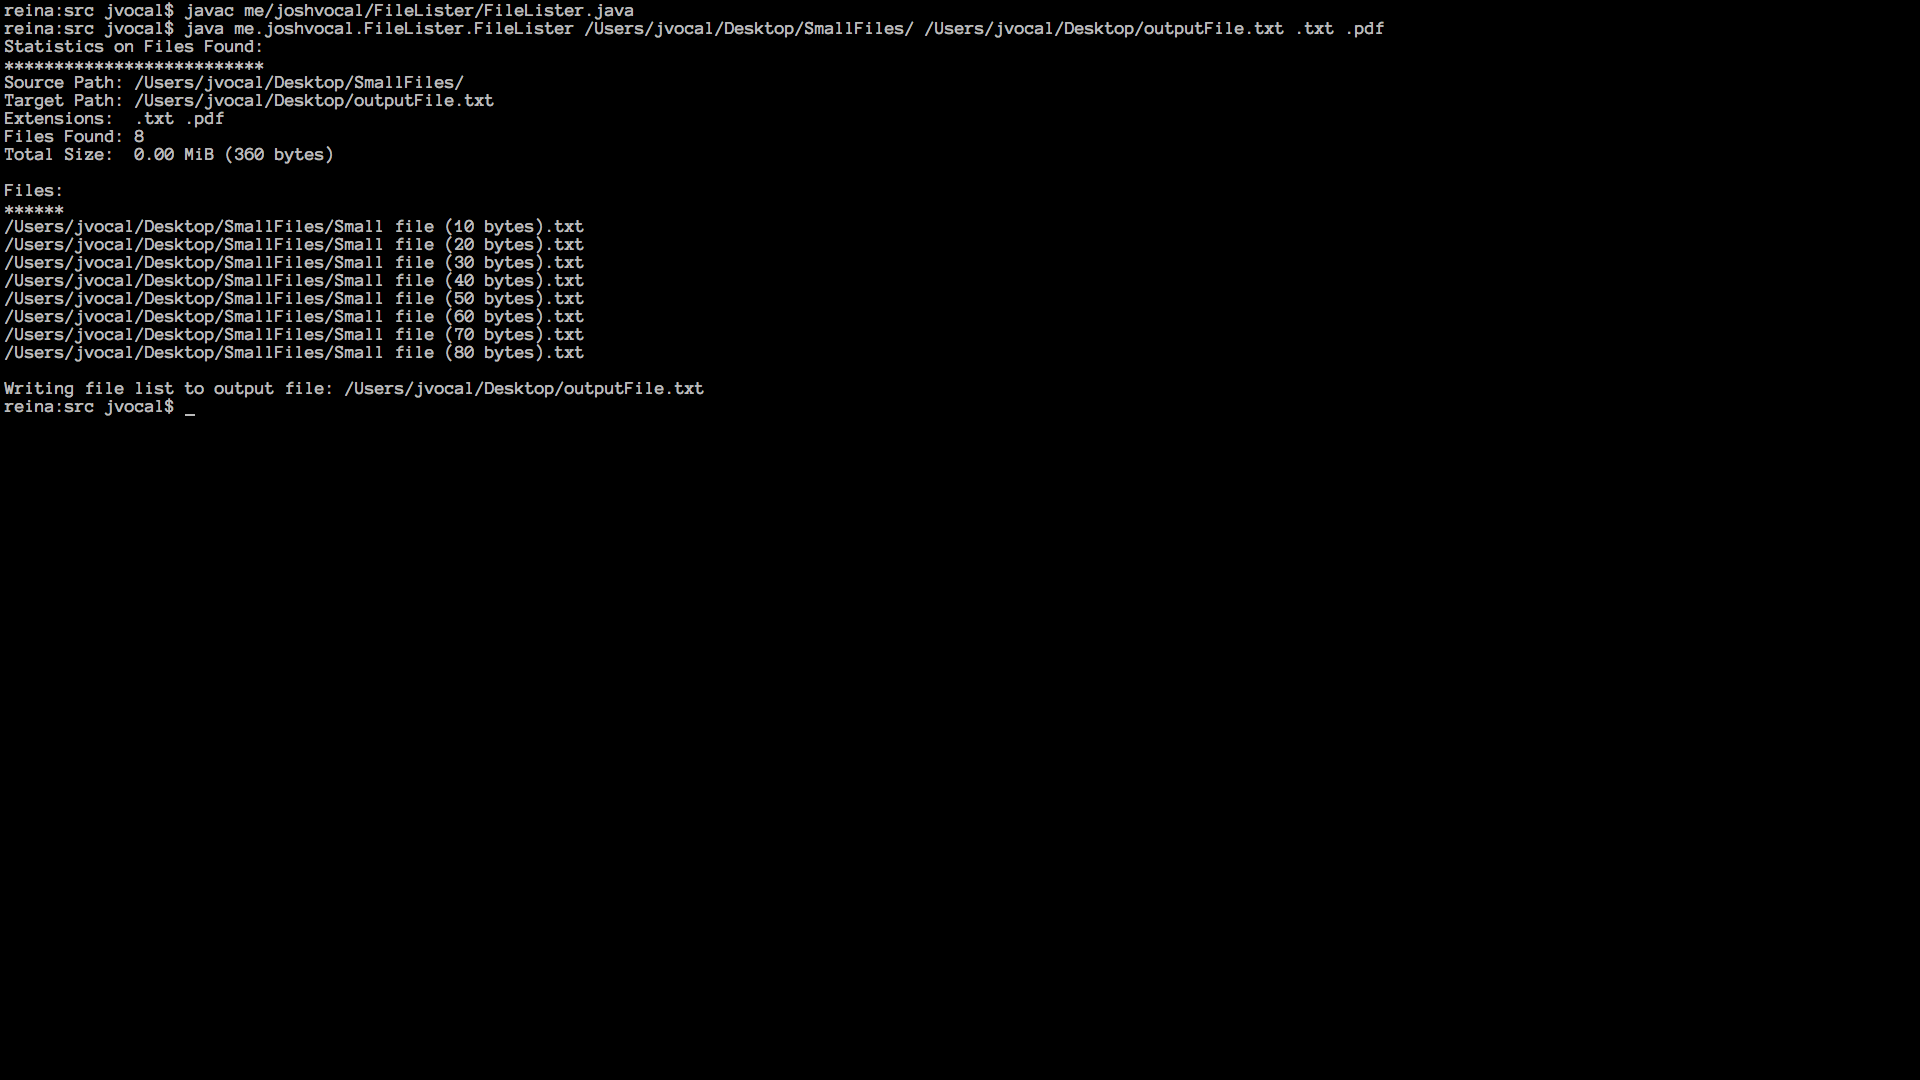 reina:src jvocal$ javac me/joshvocal/FileLister/FileLister.java
reina:src jvocal$ java me.joshvocal.FileLister.FileLister /Users/jvocal/Desktop/SmallFiles/ /Users/jvocal/Desktop/outputFile.txt .txt .pdf
Statistics on Files Found:
**************************
Source Path: /Users/jvocal/Desktop/SmallFiles/
Target Path: /Users/jvocal/Desktop/outputFile.txt
Extensions:  .txt .pdf
Files Found: 8
Total Size:  0.00 MiB (360 bytes)

Files:
******
/Users/jvocal/Desktop/SmallFiles/Small file (10 bytes).txt
/Users/jvocal/Desktop/SmallFiles/Small file (20 bytes).txt
/Users/jvocal/Desktop/SmallFiles/Small file (30 bytes).txt
/Users/jvocal/Desktop/SmallFiles/Small file (40 bytes).txt
/Users/jvocal/Desktop/SmallFiles/Small file (50 bytes).txt
/Users/jvocal/Desktop/SmallFiles/Small file (60 bytes).txt
/Users/jvocal/Desktop/SmallFiles/Small file (70 bytes).txt
/Users/jvocal/Desktop/SmallFiles/Small file (80 bytes).txt

Writing file list to output file: /Users/jvocal/Desktop/outputFile.txt
reina:src jvocal$ _